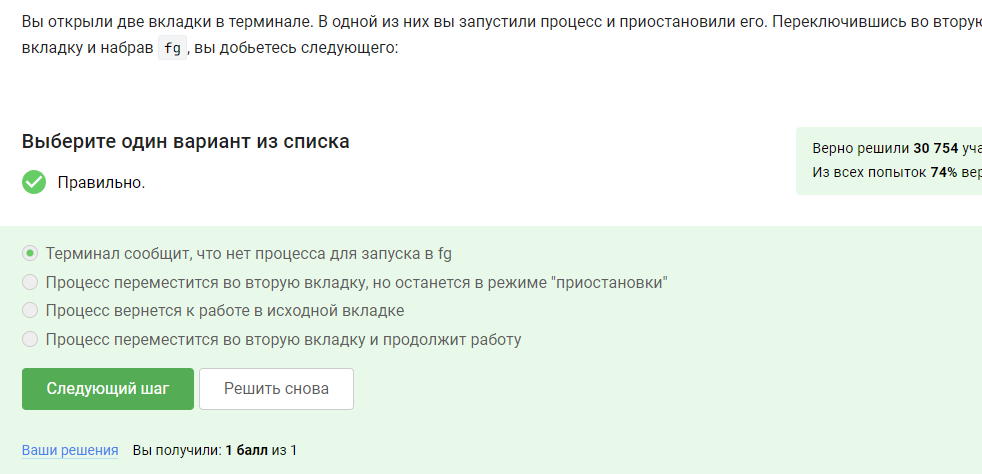 Вы открыли две вкладки в терминале. В одной из них вы запустили процесс и приостановили его. Переключившись во вторую
вкладку и набрав fg, вы добьетесь следующего:
Выберите один вариант из списка
Правильно.
Верно решили 30 754
Из всех попыток 74%
Терминал сообщит, что нет процесса для запуска в fg
Процесс переместится во вторую вкладку, но останется в режиме "приостановки"
Процесс вернется к работе в исходной вкладке
Процесс переместится во вторую вкладку и продолжит работу
Следующий шаг
Решить снова
Ваши решения Вы получили: 1 балл из 1